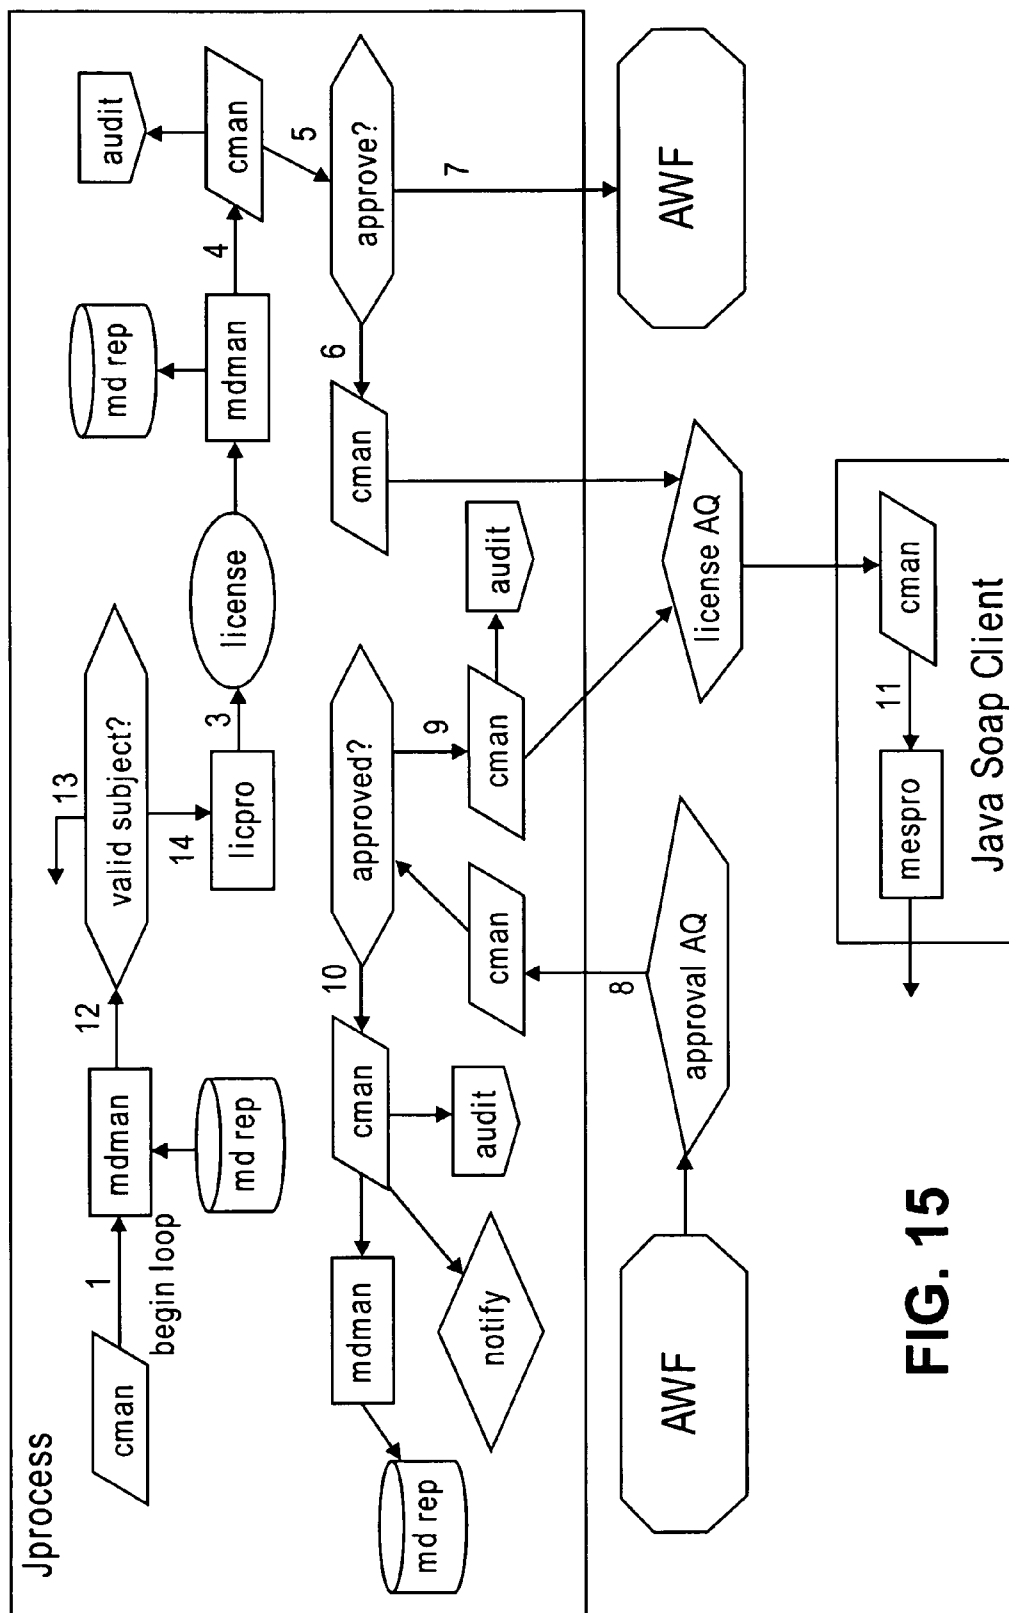 Jprocess
cman
1
begin loop
mdman
md rep
12
valid subject?
13
14
licpro
3
license
mdman
md rep
4
cman
audit
5
approve?
6
cman
7
AWF
md rep
mdman
notify
cman
audit
10
approved?
9
cman
audit
cman
8
AWF
approval AQ
license AQ
cman
11
mespro
Java Soap Client
FIG. 15